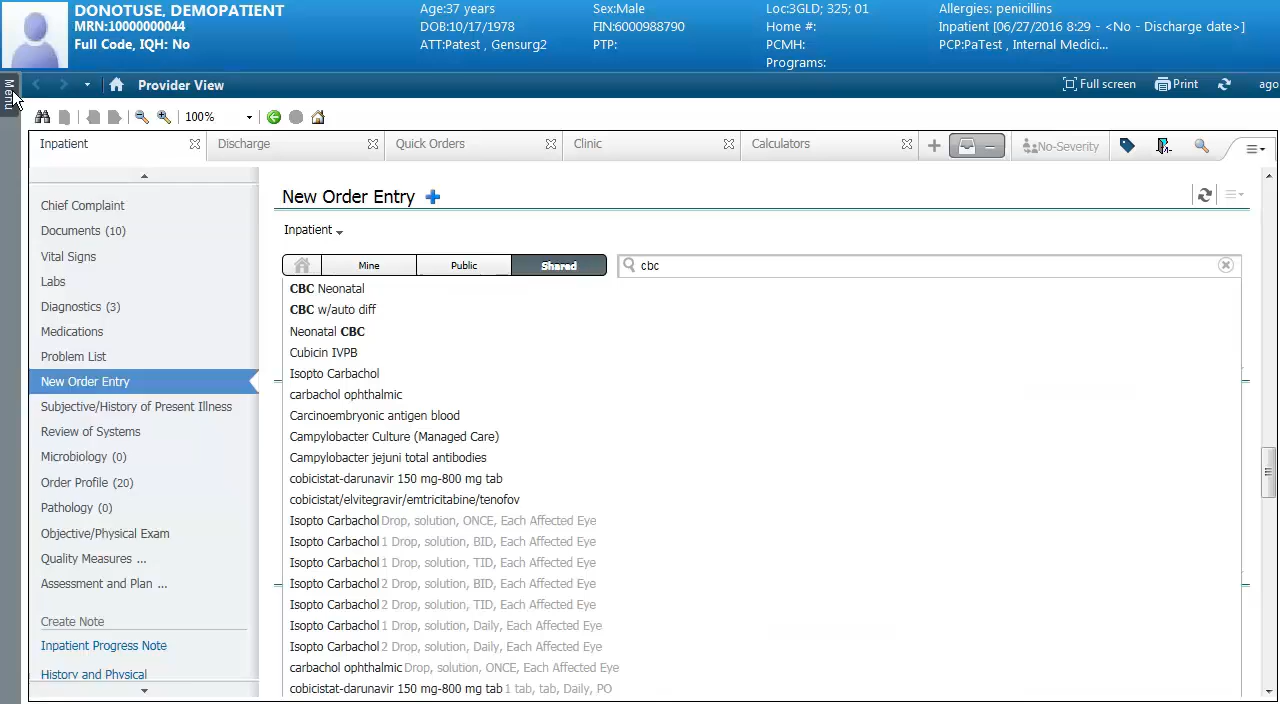 DONOTUSE, DEMOPATIENT
MRN:10000000044
Full Code, IQH: No
Age:37 years
DOB:10/17/1978
ATT:Patest , Gensurg2
Sex:Male
FIN:6000988790
PTP:
Loc:3GLD; 325; 01
Home #:
PCMH:
Programs:
Allergies: penicillins
Inpatient [06/27/2016 8:29 - <No - Discharge date>]
PCP:PaTest , Internal Medici...
Menu
Provider View
Full screen
Print
ago
100%
Inpatient
Discharge
Quick Orders
Clinic
Calculators
No-Severity
Chief Complaint
Documents (10)
Vital Signs
Labs
Diagnostics (3)
Medications
Problem List
New Order Entry
Subjective/History of Present Illness
Review of Systems
Microbiology (0)
Order Profile (20)
Pathology (0)
Objective/Physical Exam
Quality Measures ...
Assessment and Plan ...
Create Note
Inpatient Progress Note
History and Physical
New Order Entry
Inpatient
Mine
Public
Shared
cbc
CBC Neonatal
CBC w/auto diff
Neonatal CBC
Cubicin IVPB
Isopto Carbachol
carbachol ophthalmic
Carcinoembryonic antigen blood
Campylobacter Culture (Managed Care)
Campylobacter jejuni total antibodies
cobicistat-darunavir 150 mg-800 mg tab
cobicistat/elvitegravir/emtricitabine/tenofov
Isopto Carbachol Drop, solution, ONCE, Each Affected Eye
Isopto Carbachol 1 Drop, solution, BID, Each Affected Eye
Isopto Carbachol 1 Drop, solution, TID, Each Affected Eye
Isopto Carbachol 2 Drop, solution, BID, Each Affected Eye
Isopto Carbachol 2 Drop, solution, TID, Each Affected Eye
Isopto Carbachol 1 Drop, solution, Daily, Each Affected Eye
Isopto Carbachol 2 Drop, solution, Daily, Each Affected Eye
carbachol ophthalmic Drop, solution, ONCE, Each Affected Eye
cobicistat-darunavir 150 mg-800 mg tab 1 tab, tab, Daily, PO